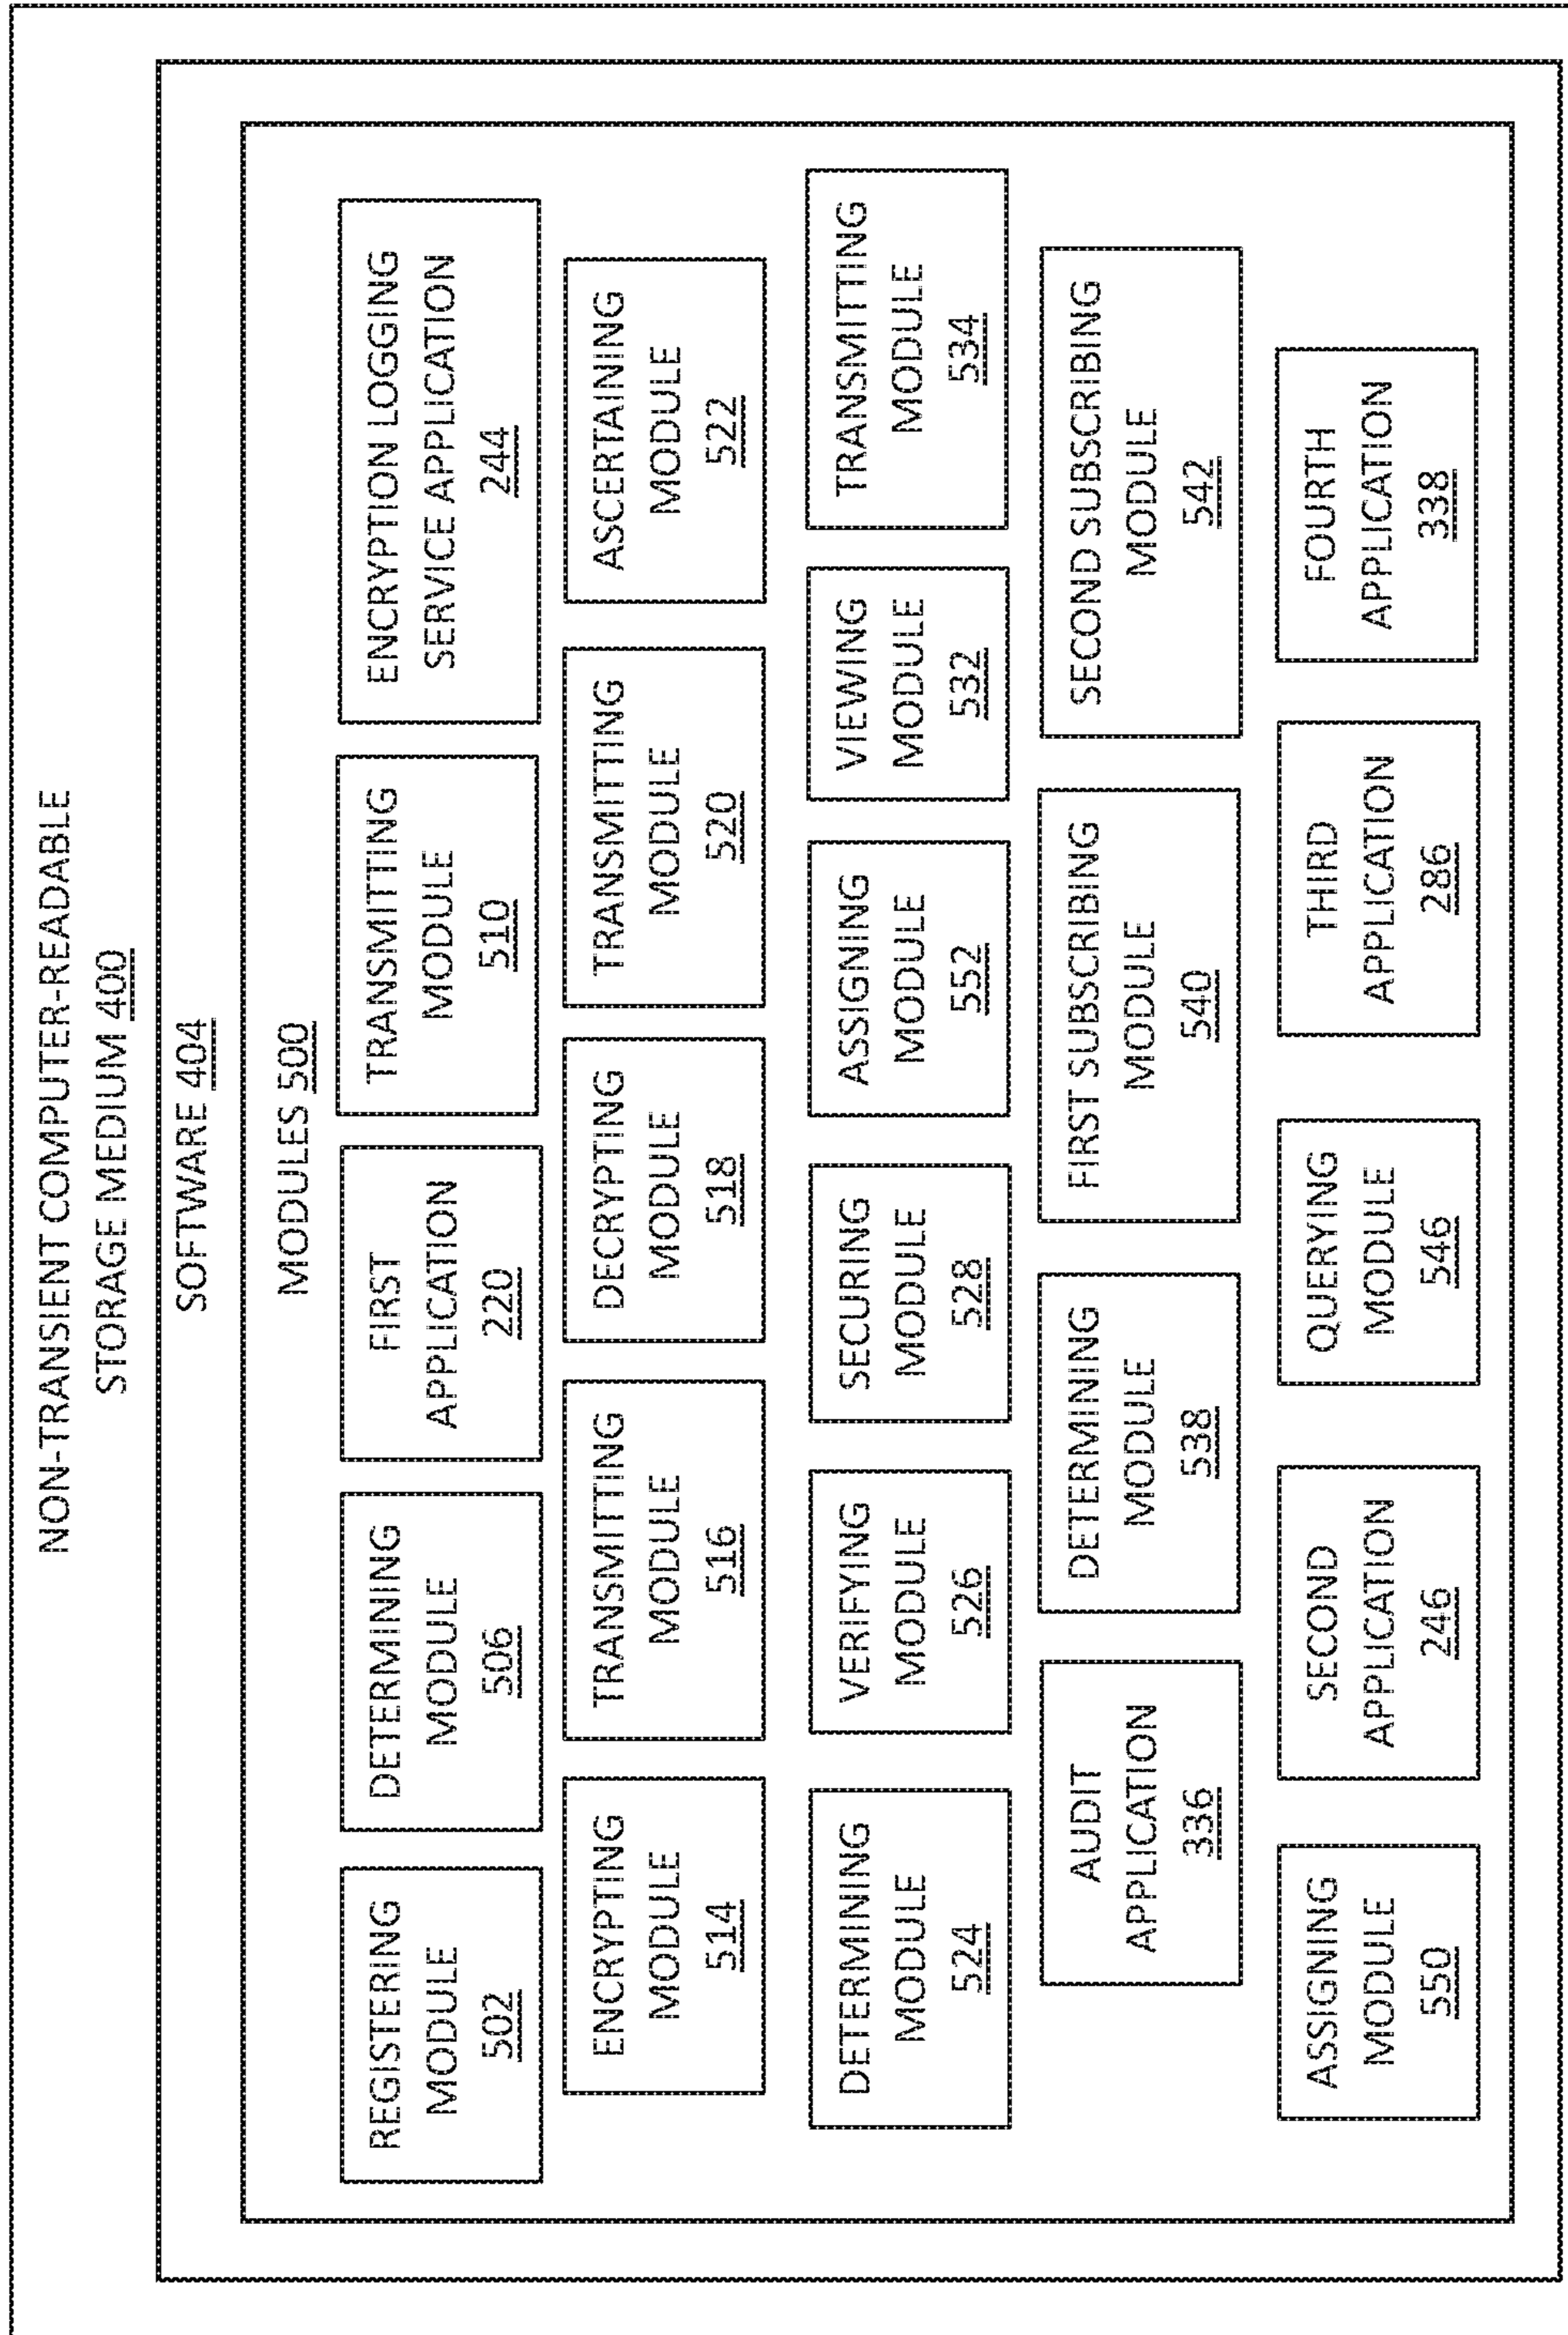 NON-TRANSIENT COMPUTER-READABLE
STORAGE MEDIUM 400
SOFTWARE 404
MODULES 500
REGISTERING
MODULE
502
DETERMINING
MODULE
506
FIRST
APPLICATION
220
TRANSMITTING
MODULE
510
ENCRYPTION LOGGING
SERVICE APPLICATION
244
ENCRYPTING
MODULE
514
TRANSMITTING
MODULE
516
DECRYPTING
MODULE
518
TRANSMITTING
MODULE
520
ASCERTAINING
MODULE
522
DETERMINING
MODULE
524
VERIFYING
MODULE
526
SECURING
MODULE
528
ASSIGNING
MODULE
552
VIEWING
MODULE
532
TRANSMITTING
MODULE
534
AUDIT
APPLICATION
336
DETERMINING
MODULE
538
FIRST SUBSCRIBING
MODULE
540
SECOND SUBSCRIBING
MODULE
542
ASSIGNING
MODULE
550
SECOND
APPLICATION
246
QUERYING
MODULE
546
THIRD
APPLICATION
286
FOURTH
APPLICATION
338